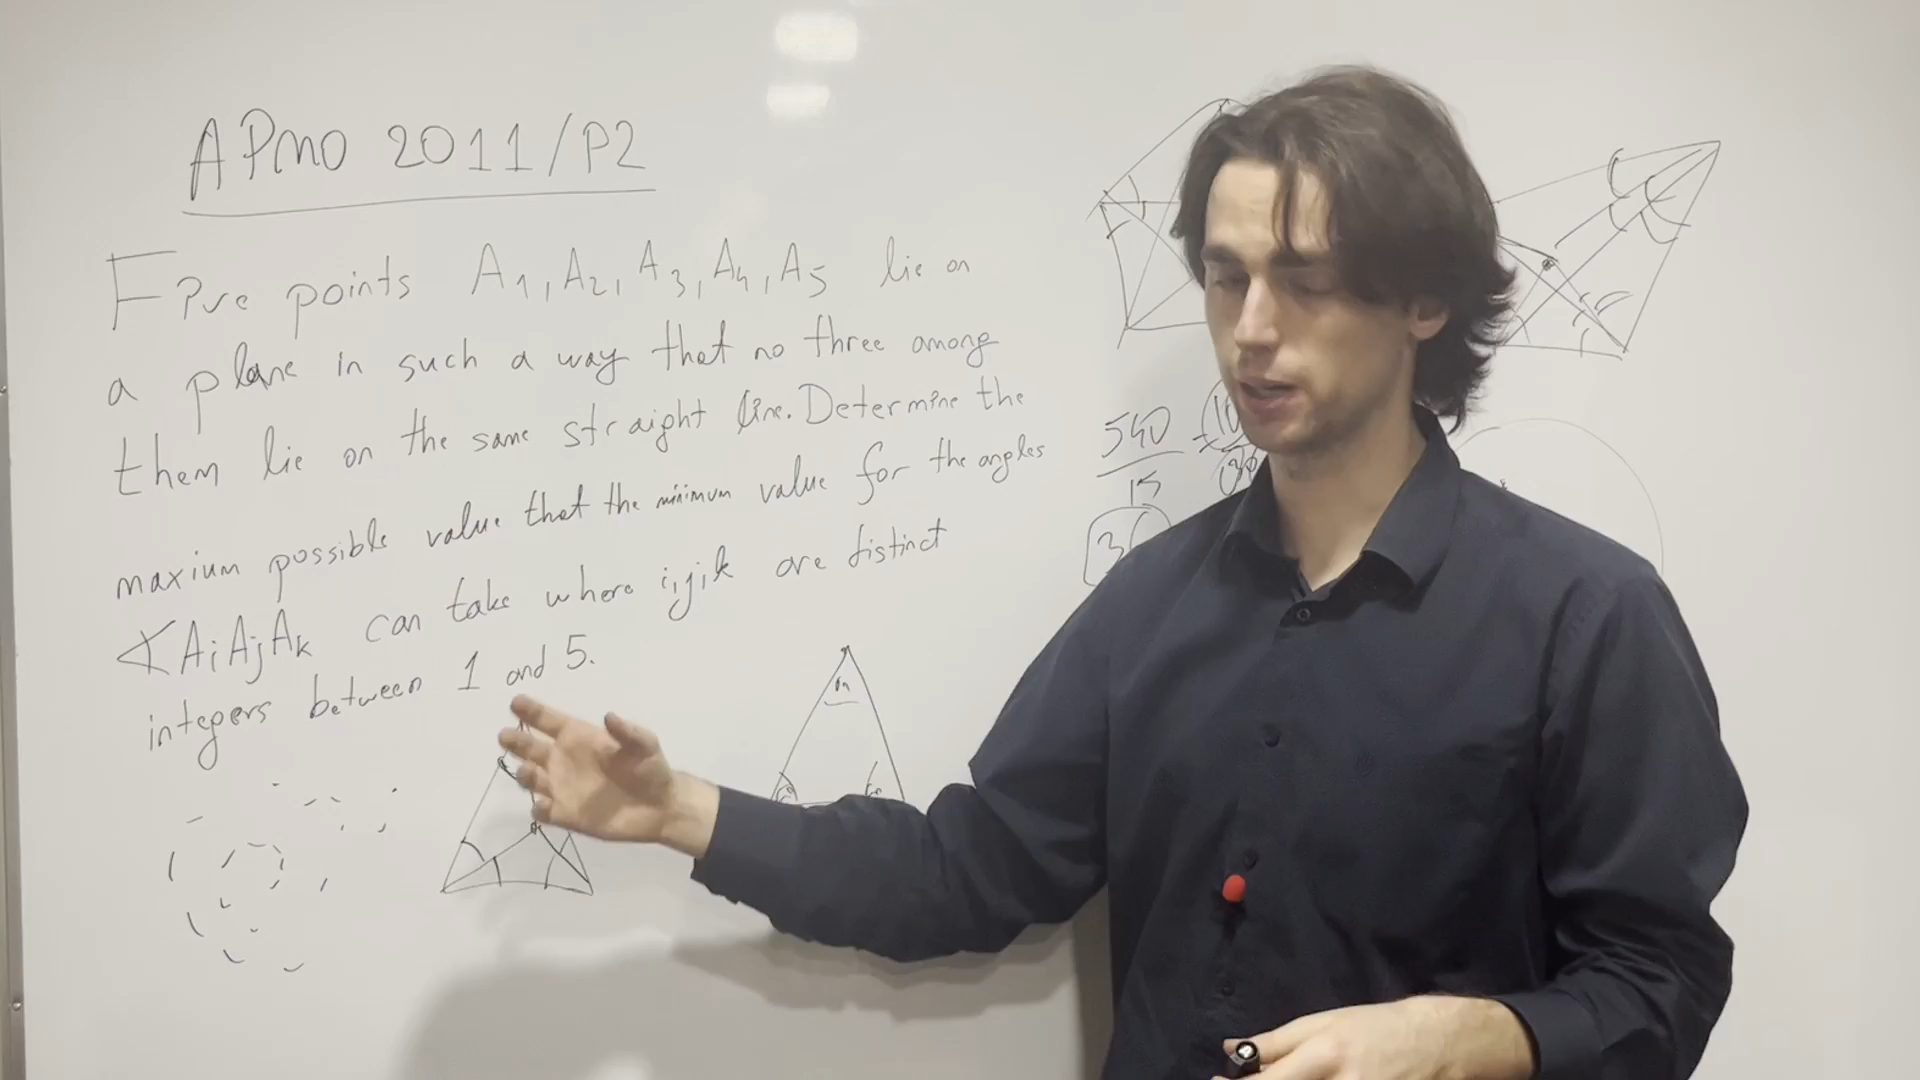 APMO 2011/P2
Five points A1, A2, A3, A4, A5 lie on
a plane in such a way that no three among
them lie on the same straight line. Determine the
maxium possible value that the minimum value for the angles
∢AiAjAk can take where i,j,k are distinct
integers between 1 and 5.
540
15